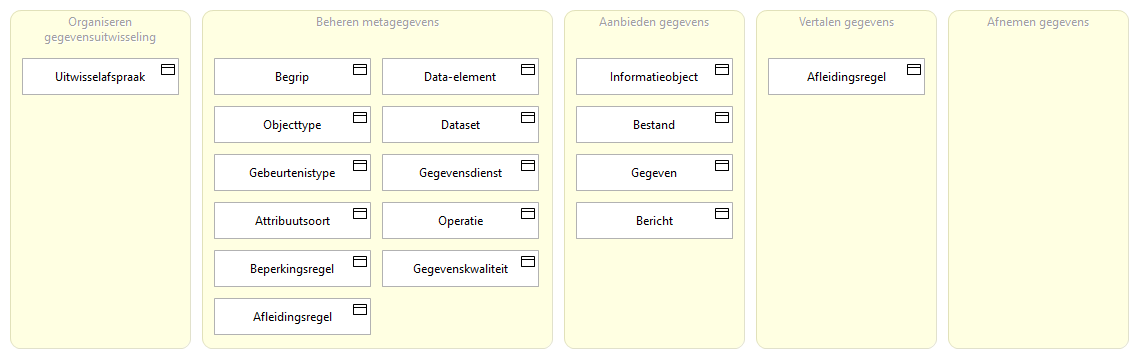 Organiseren
gegevensuitwisseling
Uitwisselafspraak
Beheren metagegevens
Begrip
Data-element
Objecttype
Dataset
Gebeurtenistype
Gegevensdienst
Attribuutsoort
Operatie
Beperkingsregel
Gegevenskwaliteit
Afleidingsregel
Aanbieden gegevens
Informatieobject
Bestand
Gegeven
Bericht
Vertalen gegevens
Afleidingsregel
Afnemen gegevens